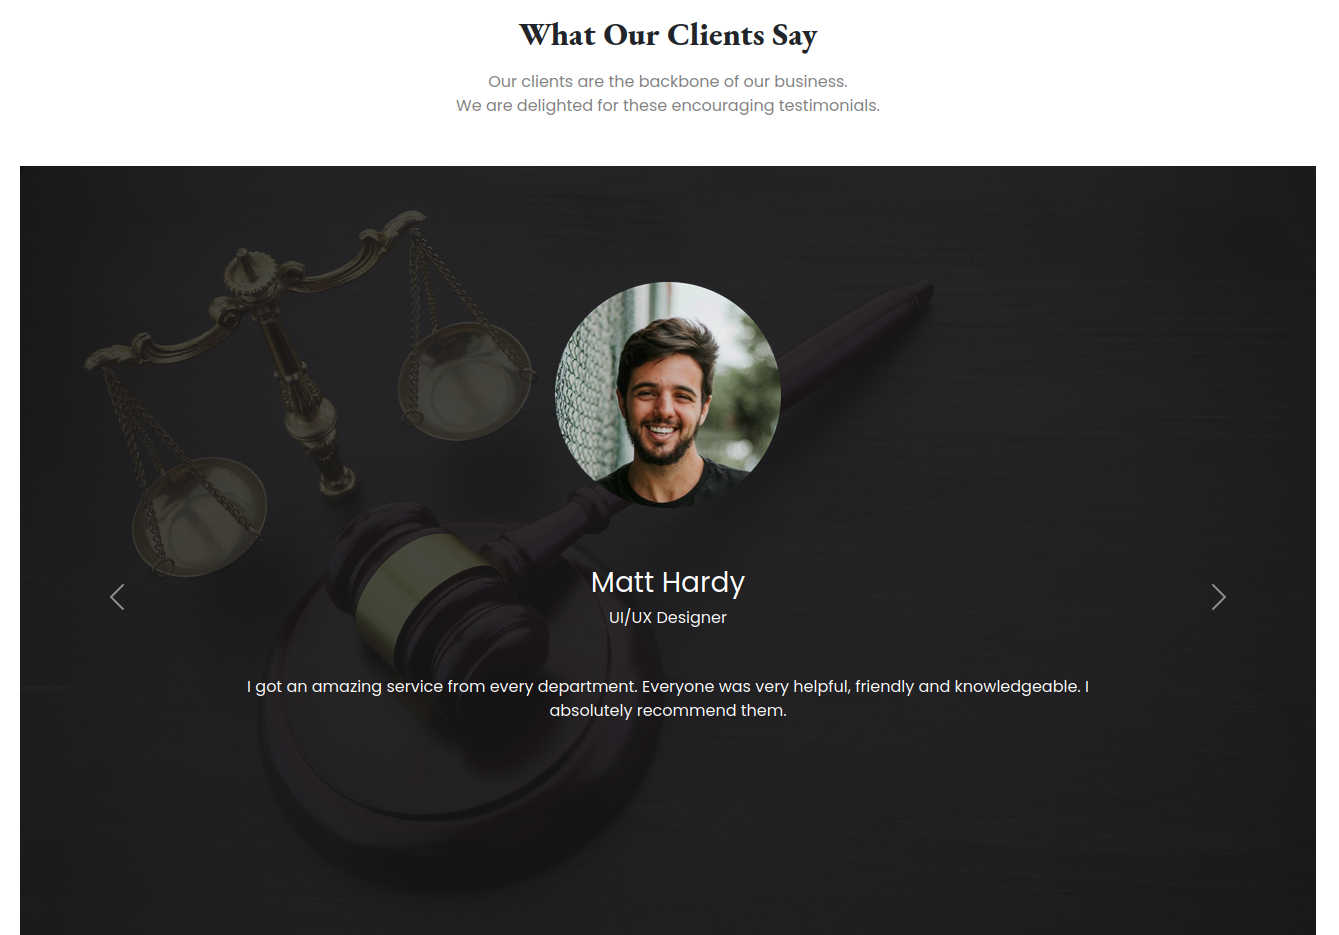 What Our Clients Say
Our clients are the backbone of our business.
We are delighted for these encouraging testimonials.
Matt Hardy
UI/UX Designer
I got an amazing service from every department. Everyone was very helpful, friendly and knowledgeable. I
absolutely recommend them.